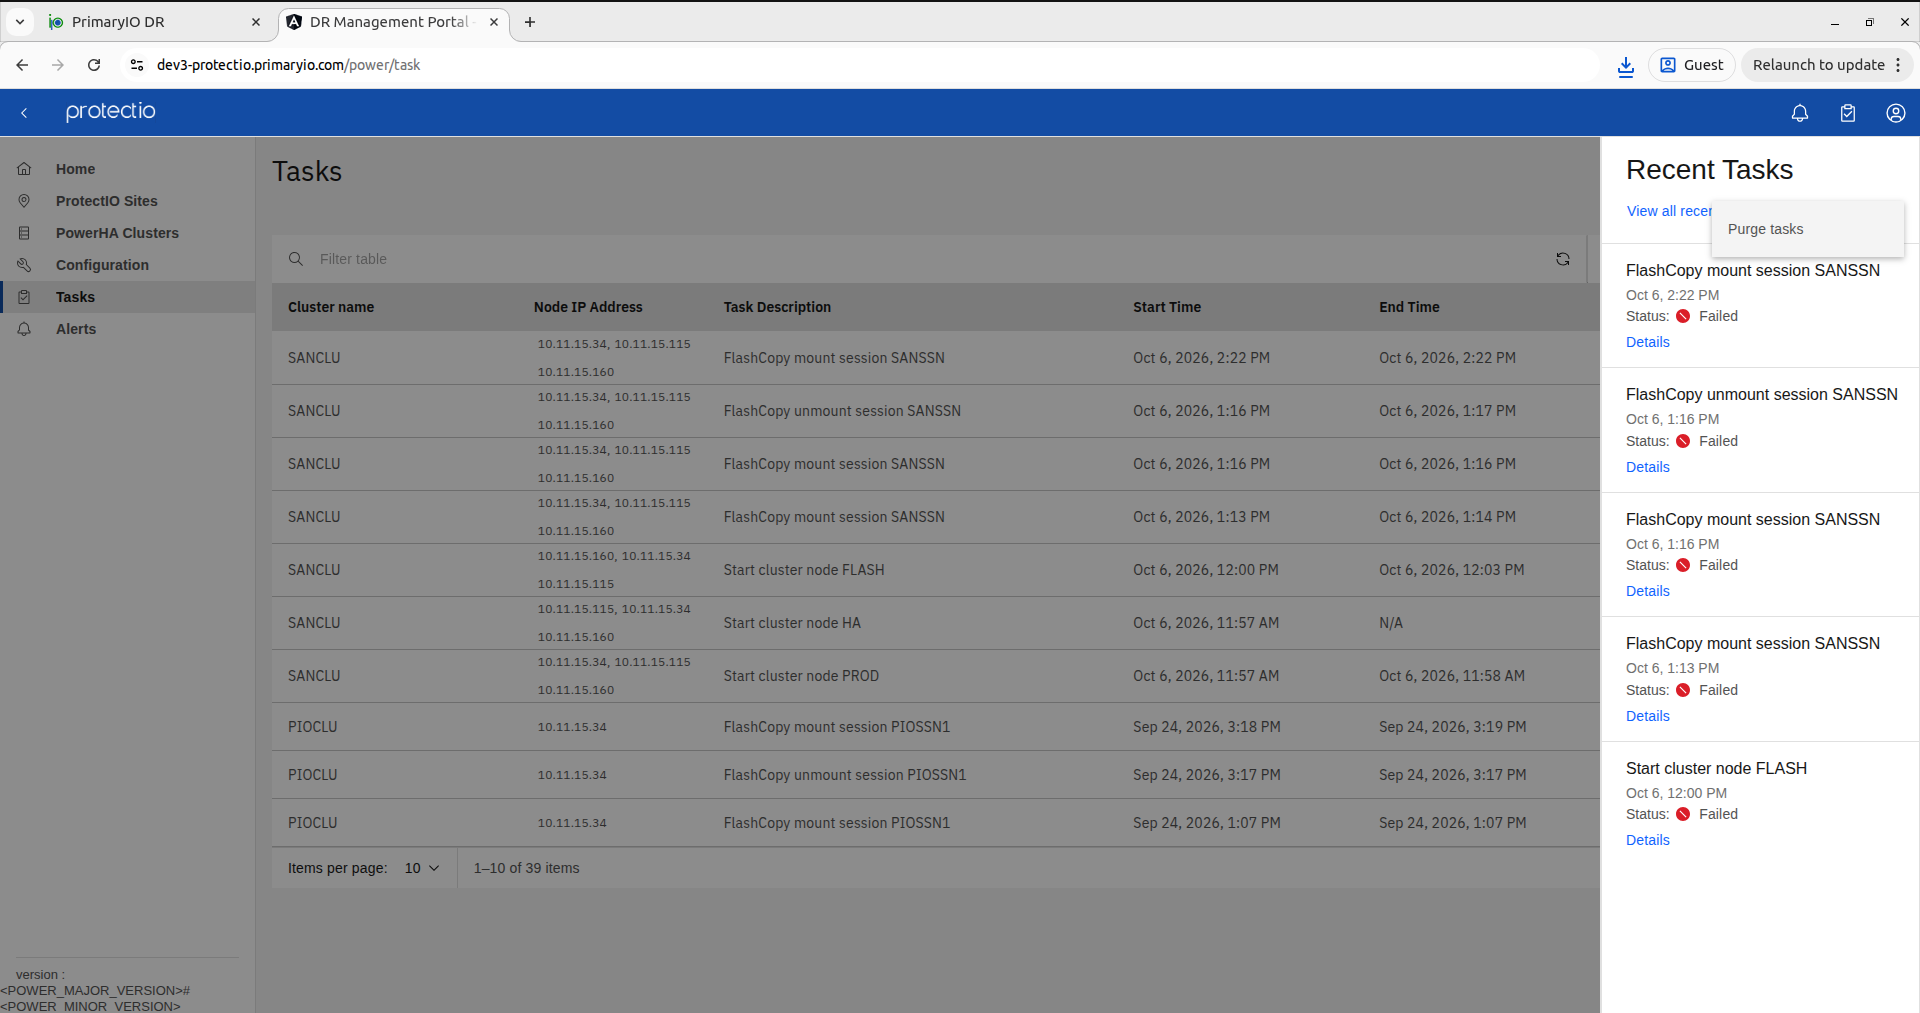 PrimaryIO DR
DR Management Portal
dev3-protectio.primaryio.com/power/task
Guest
Relaunch to update
protectio
Home
ProtectIO Sites
PowerHA Clusters
Configuration
Tasks
Alerts
version :
<POWER_MAJOR_VERSION>#
<POWER_MINOR_VERSION>
Tasks
Filter table
Cluster name Node IP Address Task Description Start Time End Time
SANCLU 10.11.15.34, 10.11.15.115 FlashCopy mount session SANSSN Oct 6, 2026, 2:22 PM Oct 6, 2026, 2:22 PM
10.11.15.160
SANCLU 10.11.15.34, 10.11.15.115 FlashCopy unmount session SANSSN Oct 6, 2026, 1:16 PM Oct 6, 2026, 1:17 PM
10.11.15.160
SANCLU 10.11.15.34, 10.11.15.115 FlashCopy mount session SANSSN Oct 6, 2026, 1:16 PM Oct 6, 2026, 1:16 PM
10.11.15.160
SANCLU 10.11.15.34, 10.11.15.115 FlashCopy mount session SANSSN Oct 6, 2026, 1:13 PM Oct 6, 2026, 1:14 PM
10.11.15.160
SANCLU 10.11.15.160, 10.11.15.34 Start cluster node FLASH Oct 6, 2026, 12:00 PM Oct 6, 2026, 12:03 PM
10.11.15.115
SANCLU 10.11.15.115, 10.11.15.34 Start cluster node HA Oct 6, 2026, 11:57 AM N/A
10.11.15.160
SANCLU 10.11.15.34, 10.11.15.115 Start cluster node PROD Oct 6, 2026, 11:57 AM Oct 6, 2026, 11:58 AM
10.11.15.160
PIOCLU 10.11.15.34 FlashCopy mount session PIOSSN1 Sep 24, 2026, 3:18 PM Sep 24, 2026, 3:19 PM
PIOCLU 10.11.15.34 FlashCopy unmount session PIOSSN1 Sep 24, 2026, 3:17 PM Sep 24, 2026, 3:17 PM
PIOCLU 10.11.15.34 FlashCopy mount session PIOSSN1 Sep 24, 2026, 1:07 PM Sep 24, 2026, 1:07 PM
Items per page: 10 1–10 of 39 items
Recent Tasks
View all recen
Purge tasks
FlashCopy mount session SANSSN
Oct 6, 2:22 PM
Status: Failed
Details
FlashCopy unmount session SANSSN
Oct 6, 1:16 PM
Status: Failed
Details
FlashCopy mount session SANSSN
Oct 6, 1:16 PM
Status: Failed
Details
FlashCopy mount session SANSSN
Oct 6, 1:13 PM
Status: Failed
Details
Start cluster node FLASH
Oct 6, 12:00 PM
Status: Failed
Details